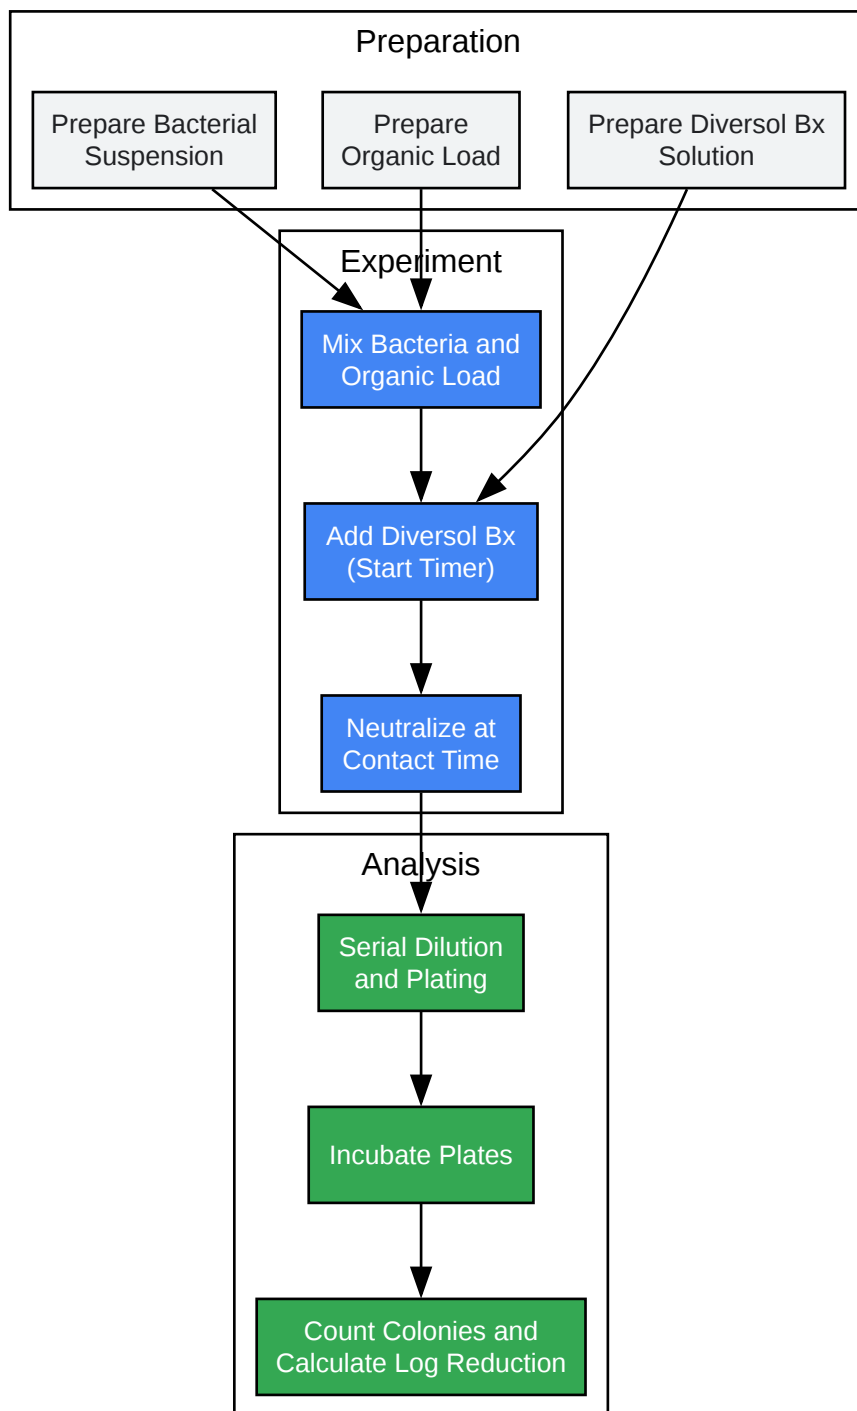 Preparation
Prepare Bacterial
Suspension
Prepare
Organic Load
Prepare Diversol Bx
Solution
Experiment
Mix Bacteria and
Organic Load
Add Diversol Bx
(Start Timer)
Neutralize at
Contact Time
Analysis
Serial Dilution
and Plating
Incubate Plates
Count Colonies and
Calculate Log Reduction